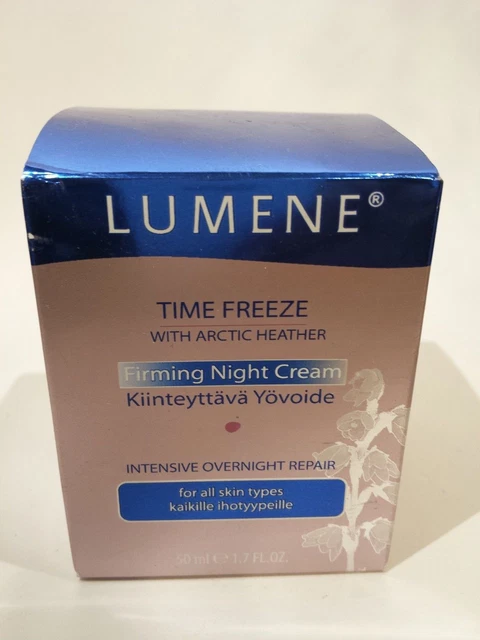 LUMENE®
TIME FREEZE
WITH ARCTIC HEATHER
Firming Night Cream
Kiinteyttävä Yövoide
INTENSIVE OVERNIGHT REPAIR
for all skin types
kaikille ihotyypeille
50 ml ℮ 1.7 FL.OZ.